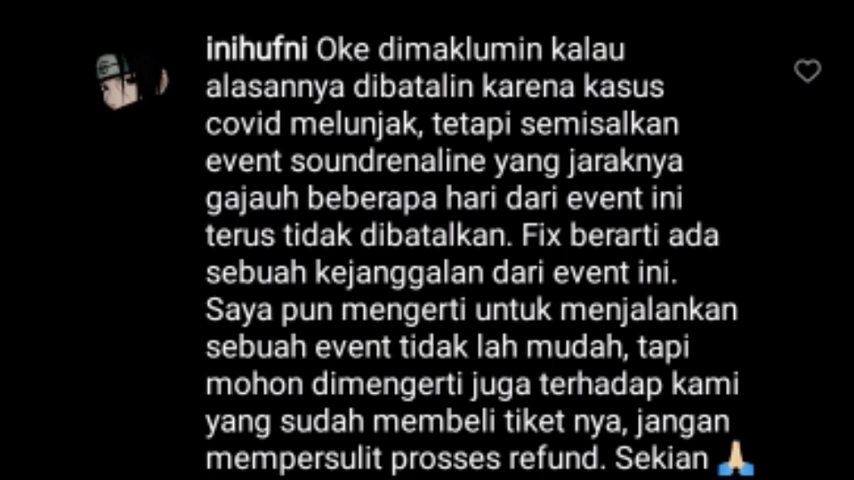 inihufni Oke dimaklumin kalau
alasannya dibatalin karena kasus
covid melunjak, tetapi semisalkan
event soundrenaline yang jaraknya
gajauh beberapa hari dari event ini
terus tidak dibatalkan. Fix berarti ada
sebuah kejanggalan dari event ini.
Saya pun mengerti untuk menjalankan
sebuah event tidak lah mudah, tapi
mohon dimengerti juga terhadap kami
yang sudah membeli tiket nya, jangan
mempersulit prosses refund. Sekian 🙏🏻